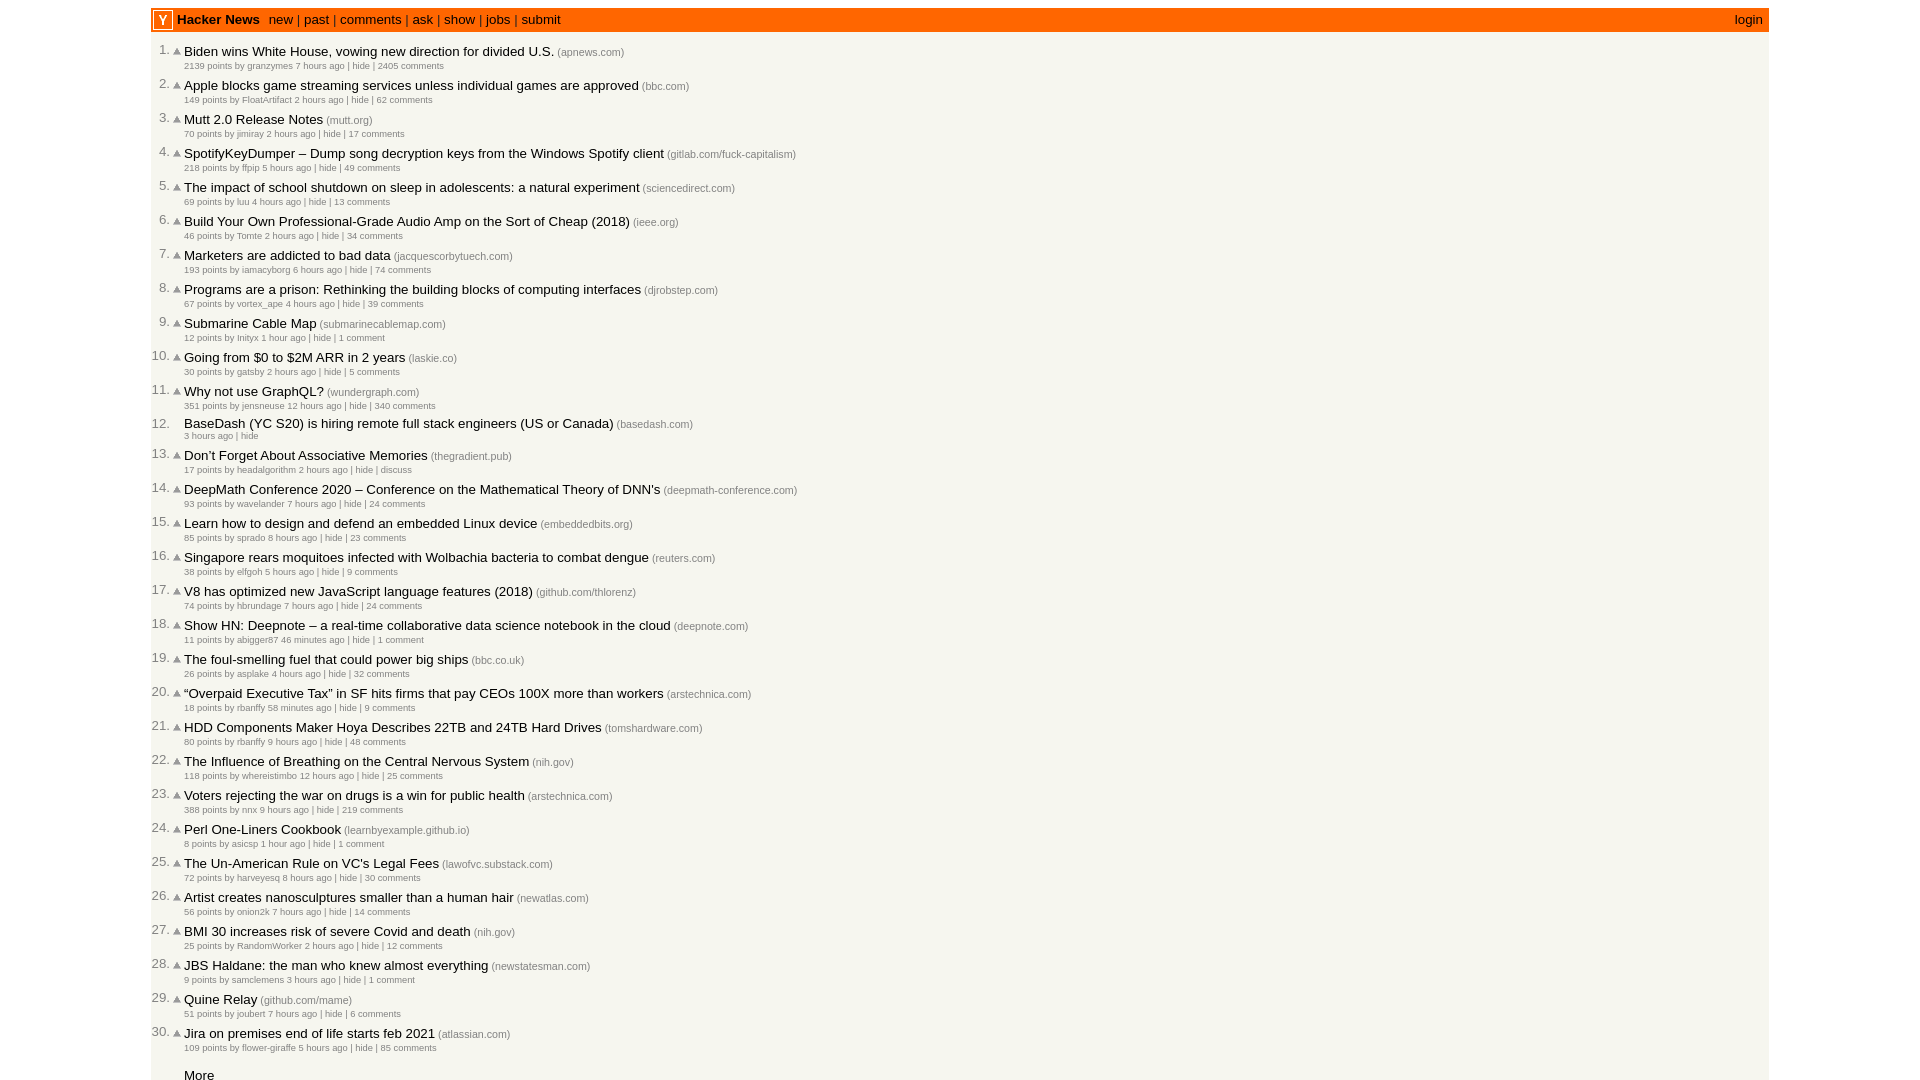 Y Hacker News new | past | comments | ask | show | jobs | submit login
1. Biden wins White House, vowing new direction for divided U.S. (apnews.com)
2139 points by granzymes 7 hours ago | hide | 2405 comments
2. Apple blocks game streaming services unless individual games are approved (bbc.com)
149 points by FloatArtifact 2 hours ago | hide | 62 comments
3. Mutt 2.0 Release Notes (mutt.org)
70 points by jimiray 2 hours ago | hide | 17 comments
4. SpotifyKeyDumper – Dump song decryption keys from the Windows Spotify client (gitlab.com/fuck-capitalism)
218 points by ffpip 5 hours ago | hide | 49 comments
5. The impact of school shutdown on sleep in adolescents: a natural experiment (sciencedirect.com)
69 points by luu 4 hours ago | hide | 13 comments
6. Build Your Own Professional-Grade Audio Amp on the Sort of Cheap (2018) (ieee.org)
46 points by Tomte 2 hours ago | hide | 34 comments
7. Marketers are addicted to bad data (jacquescorbytuech.com)
193 points by iamacyborg 6 hours ago | hide | 74 comments
8. Programs are a prison: Rethinking the building blocks of computing interfaces (djrobstep.com)
67 points by vortex_ape 4 hours ago | hide | 39 comments
9. Submarine Cable Map (submarinecablemap.com)
12 points by Inityx 1 hour ago | hide | 1 comment
10. Going from $0 to $2M ARR in 2 years (laskie.co)
30 points by gatsby 2 hours ago | hide | 5 comments
11. Why not use GraphQL? (wundergraph.com)
351 points by jensneuse 12 hours ago | hide | 340 comments
12. BaseDash (YC S20) is hiring remote full stack engineers (US or Canada) (basedash.com)
3 hours ago | hide
13. Don’t Forget About Associative Memories (thegradient.pub)
17 points by headalgorithm 2 hours ago | hide | discuss
14. DeepMath Conference 2020 – Conference on the Mathematical Theory of DNN's (deepmath-conference.com)
93 points by wavelander 7 hours ago | hide | 24 comments
15. Learn how to design and defend an embedded Linux device (embeddedbits.org)
85 points by sprado 8 hours ago | hide | 23 comments
16. Singapore rears moquitoes infected with Wolbachia bacteria to combat dengue (reuters.com)
38 points by elfgoh 5 hours ago | hide | 9 comments
17. V8 has optimized new JavaScript language features (2018) (github.com/thlorenz)
74 points by hbrundage 7 hours ago | hide | 24 comments
18. Show HN: Deepnote – a real-time collaborative data science notebook in the cloud (deepnote.com)
11 points by abigger87 46 minutes ago | hide | 1 comment
19. The foul-smelling fuel that could power big ships (bbc.co.uk)
26 points by asplake 4 hours ago | hide | 32 comments
20. “Overpaid Executive Tax” in SF hits firms that pay CEOs 100X more than workers (arstechnica.com)
18 points by rbanffy 58 minutes ago | hide | 9 comments
21. HDD Components Maker Hoya Describes 22TB and 24TB Hard Drives (tomshardware.com)
80 points by rbanffy 9 hours ago | hide | 48 comments
22. The Influence of Breathing on the Central Nervous System (nih.gov)
118 points by whereistimbo 12 hours ago | hide | 25 comments
23. Voters rejecting the war on drugs is a win for public health (arstechnica.com)
388 points by nnx 9 hours ago | hide | 219 comments
24. Perl One-Liners Cookbook (learnbyexample.github.io)
8 points by asicsp 1 hour ago | hide | 1 comment
25. The Un-American Rule on VC's Legal Fees (lawofvc.substack.com)
72 points by harveyesq 8 hours ago | hide | 30 comments
26. Artist creates nanosculptures smaller than a human hair (newatlas.com)
56 points by onion2k 7 hours ago | hide | 14 comments
27. BMI 30 increases risk of severe Covid and death (nih.gov)
25 points by RandomWorker 2 hours ago | hide | 12 comments
28. JBS Haldane: the man who knew almost everything (newstatesman.com)
9 points by samclemens 3 hours ago | hide | 1 comment
29. Quine Relay (github.com/mame)
51 points by joubert 7 hours ago | hide | 6 comments
30. Jira on premises end of life starts feb 2021 (atlassian.com)
109 points by flower-giraffe 5 hours ago | hide | 85 comments
More